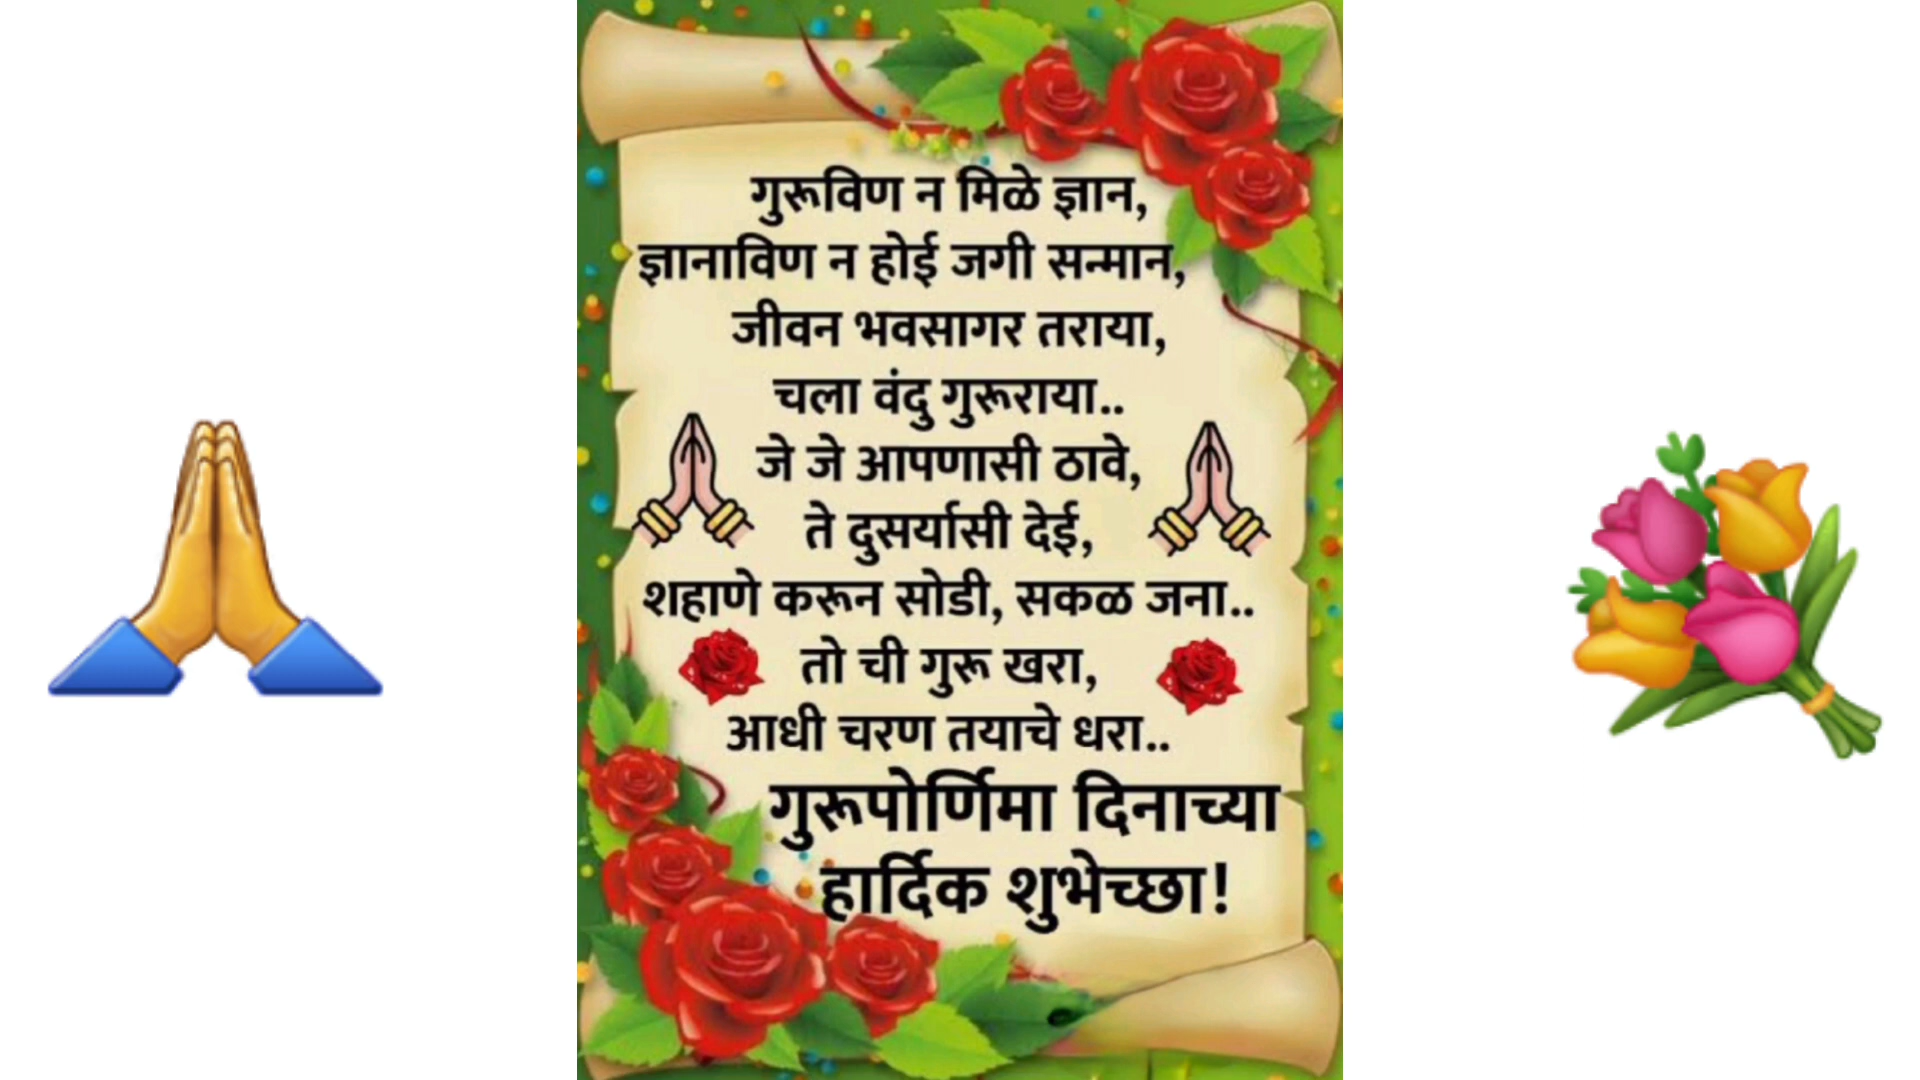 गुरूविण न मिळे ज्ञान,
ज्ञानाविण न होई जगी सन्मान,
जीवन भवसागर तराया,
चला वंदु गुरूराया..
जे जे आपणासी ठावे,
ते दुसर्यासी देई,
शहाणे करून सोडी, सकळ जना..
तो ची गुरू खरा,
आधी चरण तयाचे धरा..
गुरूपोर्णिमा दिनाच्या
हार्दिक शुभेच्छा!